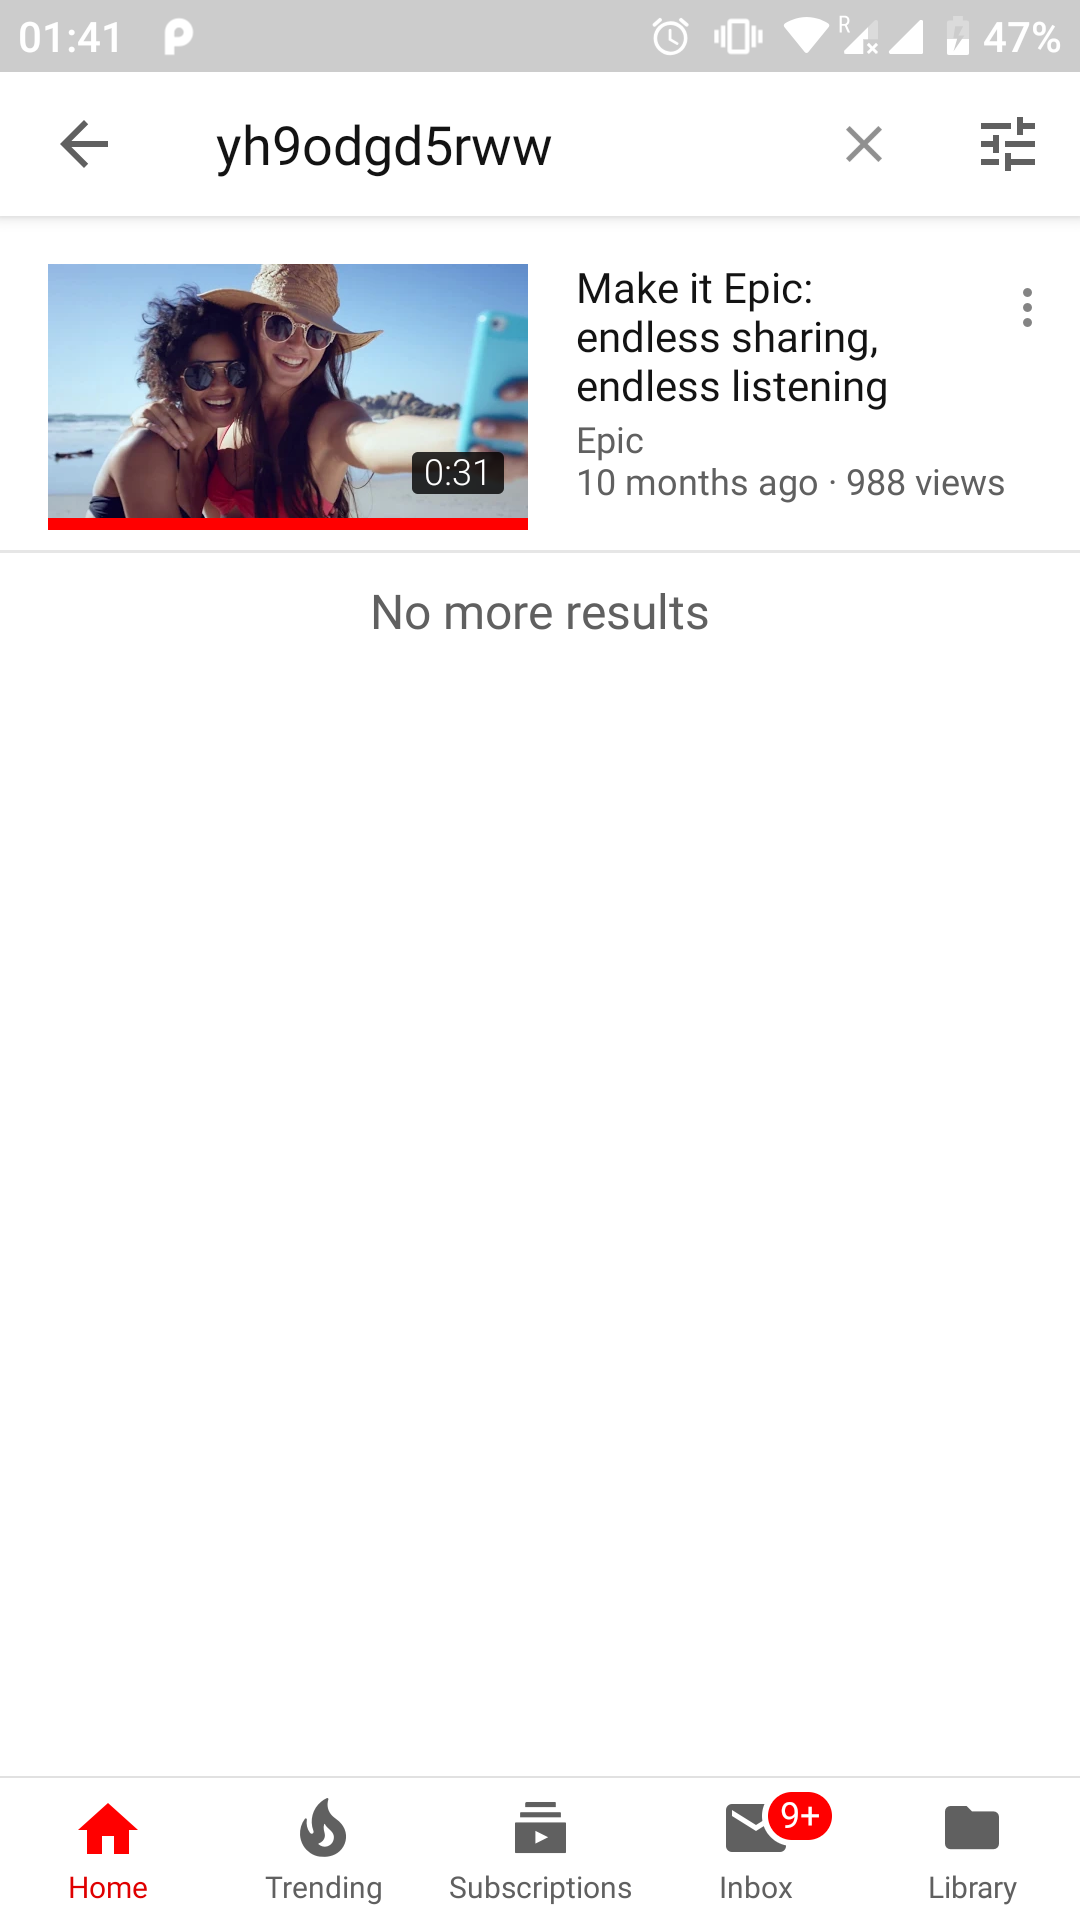 01:41
R
47%
yh9odgd5rww
Make it Epic:
endless sharing,
endless listening
Epic
10 months ago · 988 views
0:31
No more results
9+
Home
Trending
Subscriptions
Inbox
Library